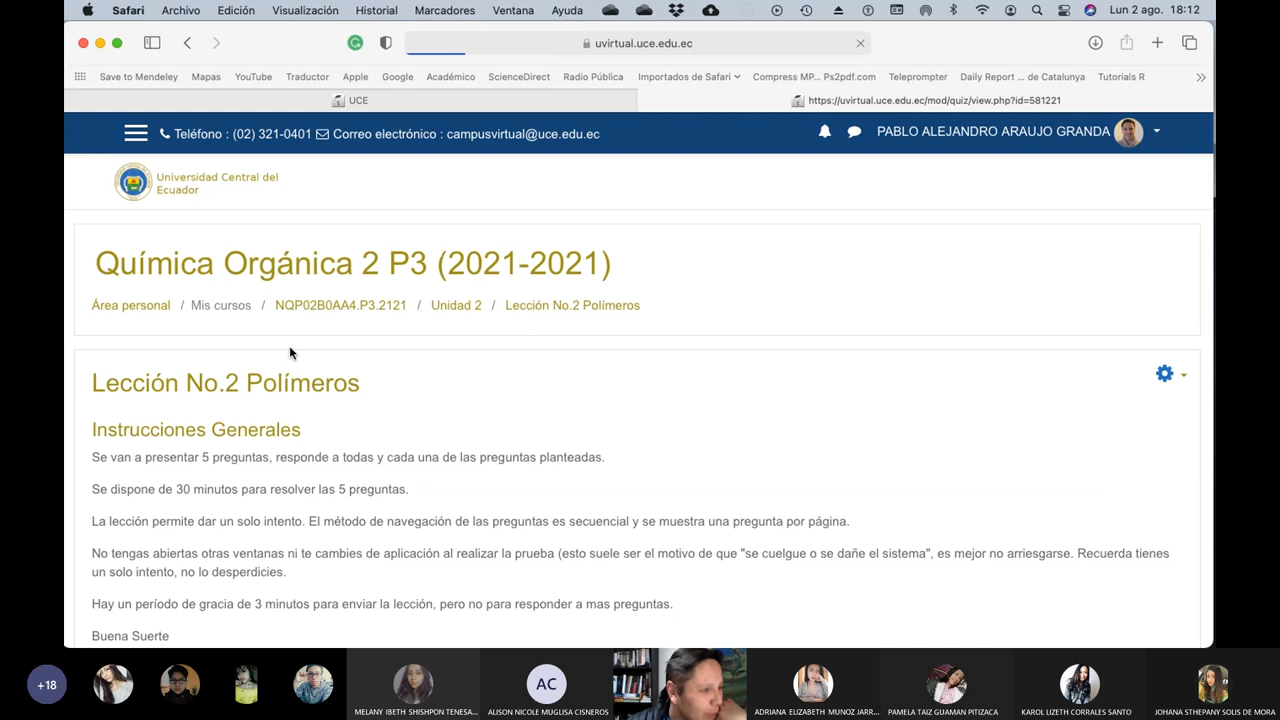 Safari Archivo Edición Visualización Historial Marcadores Ventana Ayuda Lun 2 ago. 18:12
uvirtual.uce.edu.ec
Save to Mendeley Mapas YouTube Traductor Apple Google Académico ScienceDirect Radio Pública Importados de Safari Compress MP... Ps2pdf.com Teleprompter Daily Report ... de Catalunya Tutorials R
UCE https://uvirtual.uce.edu.ec/mod/quiz/view.php?id=581221
Teléfono : (02) 321-0401 Correo electrónico : campusvirtual@uce.edu.ec PABLO ALEJANDRO ARAUJO GRANDA
Universidad Central del
Ecuador
Química Orgánica 2 P3 (2021-2021)
Área personal / Mis cursos / NQP02B0AA4.P3.2121 / Unidad 2 / Lección No.2 Polímeros
Lección No.2 Polímeros
Instrucciones Generales
Se van a presentar 5 preguntas, responde a todas y cada una de las preguntas planteadas.
Se dispone de 30 minutos para resolver las 5 preguntas.
La lección permite dar un solo intento. El método de navegación de las preguntas es secuencial y se muestra una pregunta por página.
No tengas abiertas otras ventanas ni te cambies de aplicación al realizar la prueba (esto suele ser el motivo de que "se cuelgue o se dañe el sistema", es mejor no arriesgarse. Recuerda tienes
un solo intento, no lo desperdicies.
Hay un período de gracia de 3 minutos para enviar la lección, pero no para responder a mas preguntas.
Buena Suerte
+18 AC
MELANY IBETH SHISHPON TENESA... ALISON NICOLE MUGLISA CISNEROS ADRIANA ELIZABETH MUNOZ JARR... PAMELA TAIZ GUAMAN PITIZACA KAROL LIZETH CORRALES SANTO JOHANA STHEPANY SOLIS DE MORA